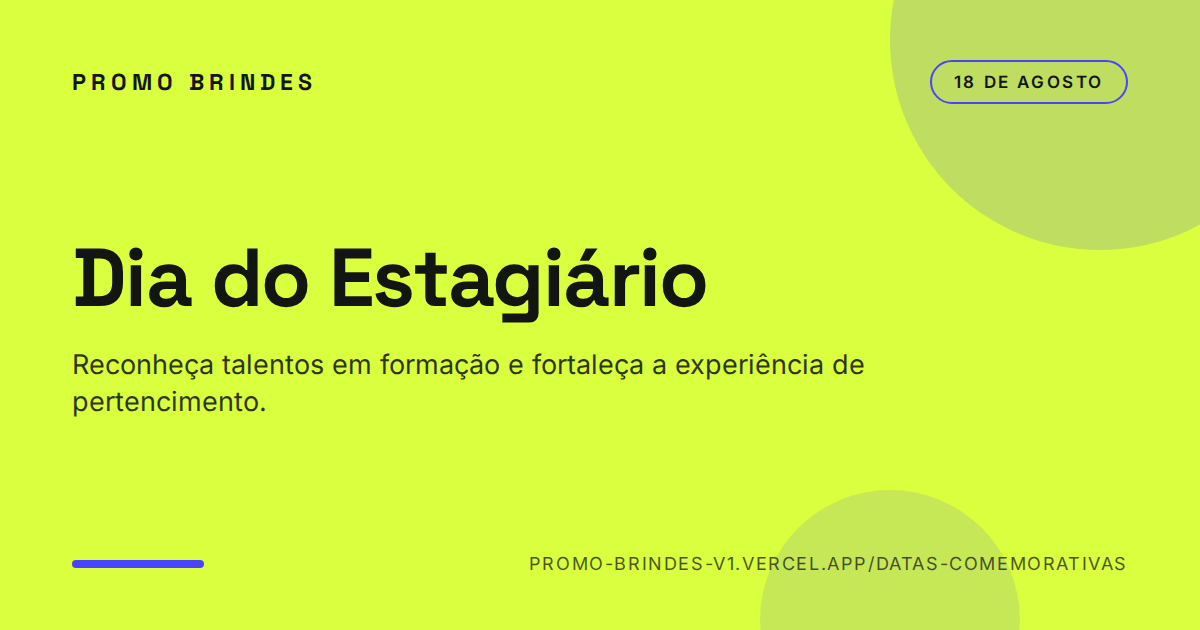 PROMO BRINDES
18 DE AGOSTO
Dia do Estagiário
Reconheça talentos em formação e fortaleça a experiência de
pertencimento.
PROMO-BRINDES-V1.VERCEL.APP/DATAS-COMEMORATIVAS